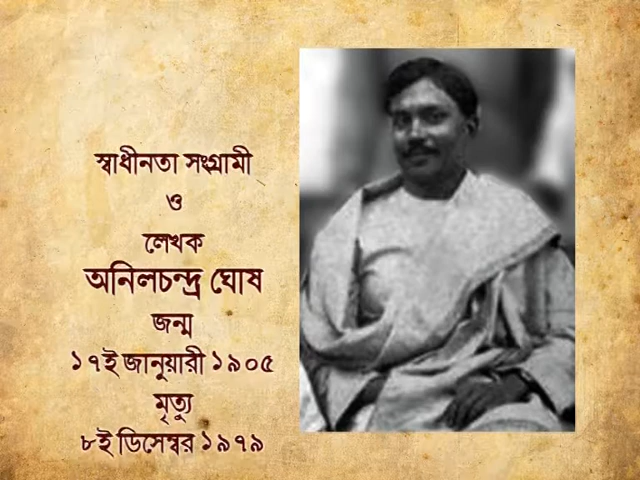 স্বাধীনতা সংগ্রামী
ও
লেখক
অনিলচন্দ্র ঘোষ
জন্ম
১৭ই জানুয়ারী ১৯০৫
মৃত্যু
৮ই ডিসেম্বর ১৯৭৯